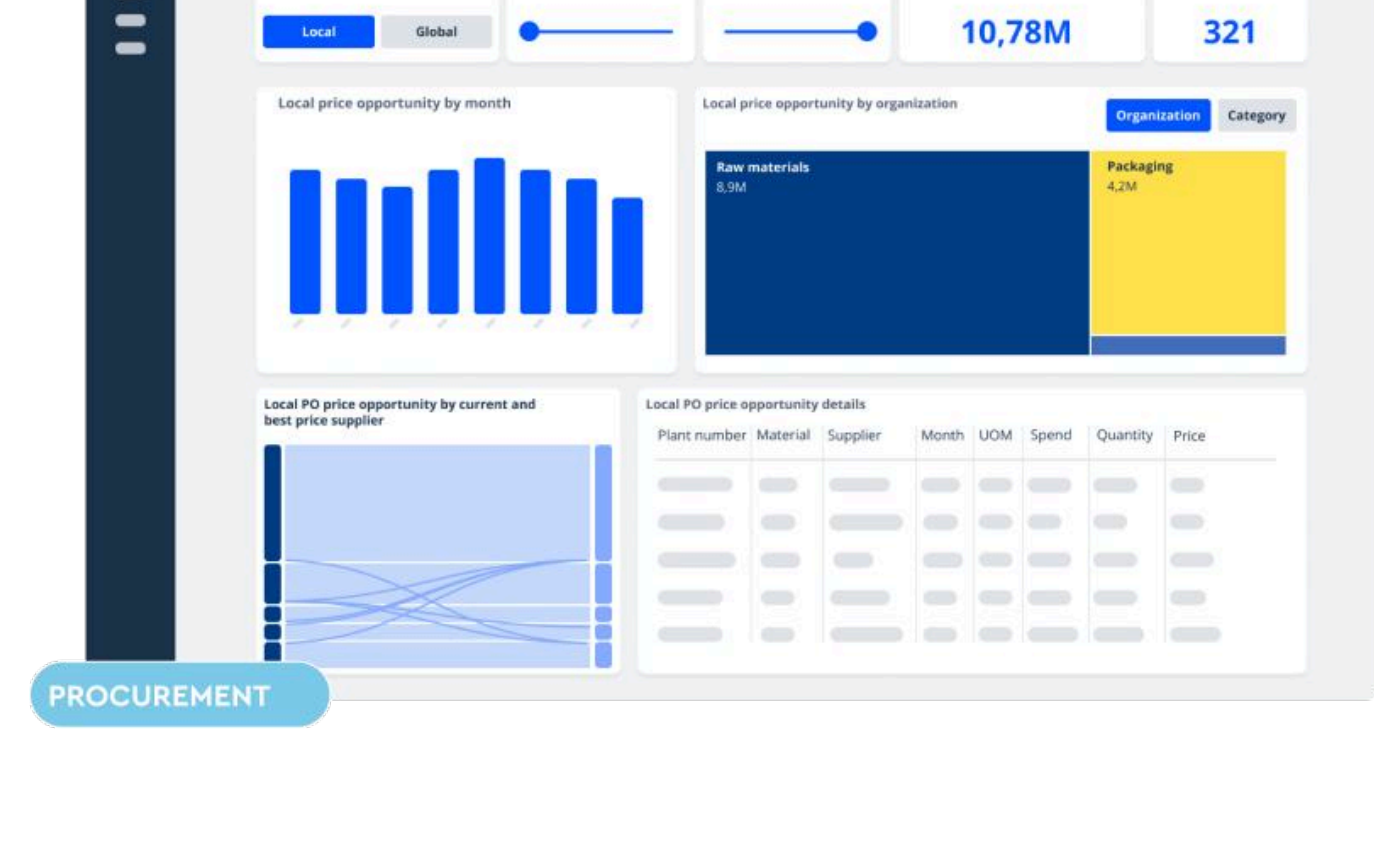 Local Global 10,78M 321
Local price opportunity by month
Local price opportunity by organization
Organization Category
Raw materials
8,9M
Packaging
4,2M
Local PO price opportunity by current and
best price supplier
Local PO price opportunity details
Plant number Material Supplier Month UOM Spend Quantity Price
PROCUREMENT